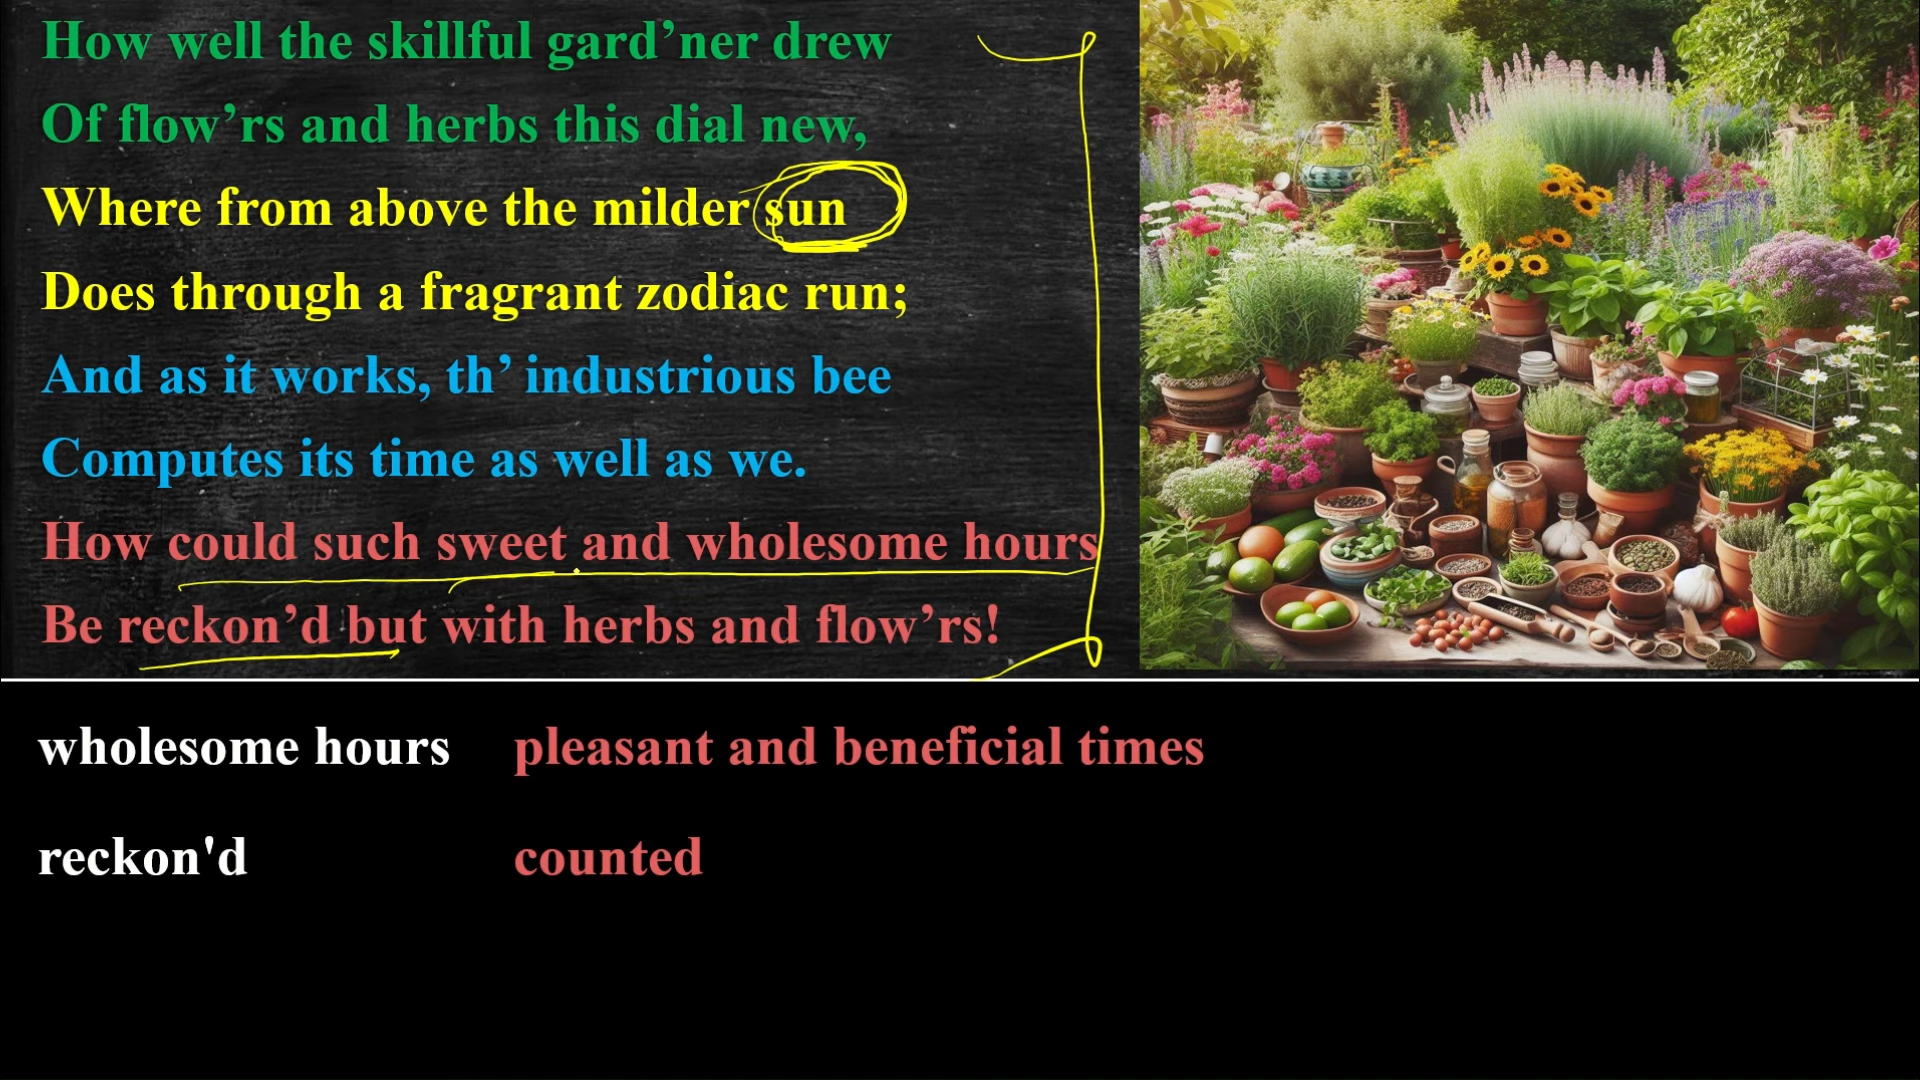 How well the skillful gard’ner drew
Of flow’rs and herbs this dial new,
Where from above the milder sun
Does through a fragrant zodiac run;
And as it works, th’ industrious bee
Computes its time as well as we.
How could such sweet and wholesome hours
Be reckon’d but with herbs and flow’rs!
wholesome hours pleasant and beneficial times
reckon'd counted